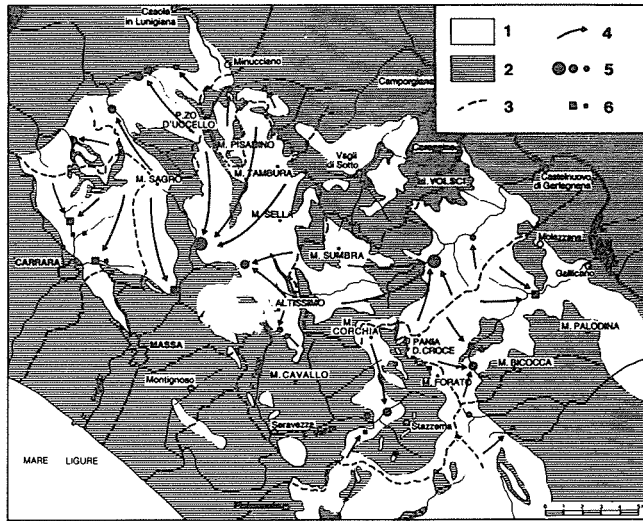 Casola
in Lunigiana
Minucciano
Camporgiano
P.ZO
D'UCCELLO
M. PISANINO
Vagli
di Sotto
M. TAMBURA
M. SAGRO
M. SELLA
Castelnuovo
di Garfagnana
Molazzana
M. SUMBRA
CARRARA
Gallicano
ALTISSIMO
M. PALODINA
M.
CORCHIA
PANIA
D. CROCE
MASSA
M. BICOCCA
M. CAVALLO
M. FORATO
Montignoso
Seravezza
Stazzema
MARE LIGURE
1
2
3
4
5
6